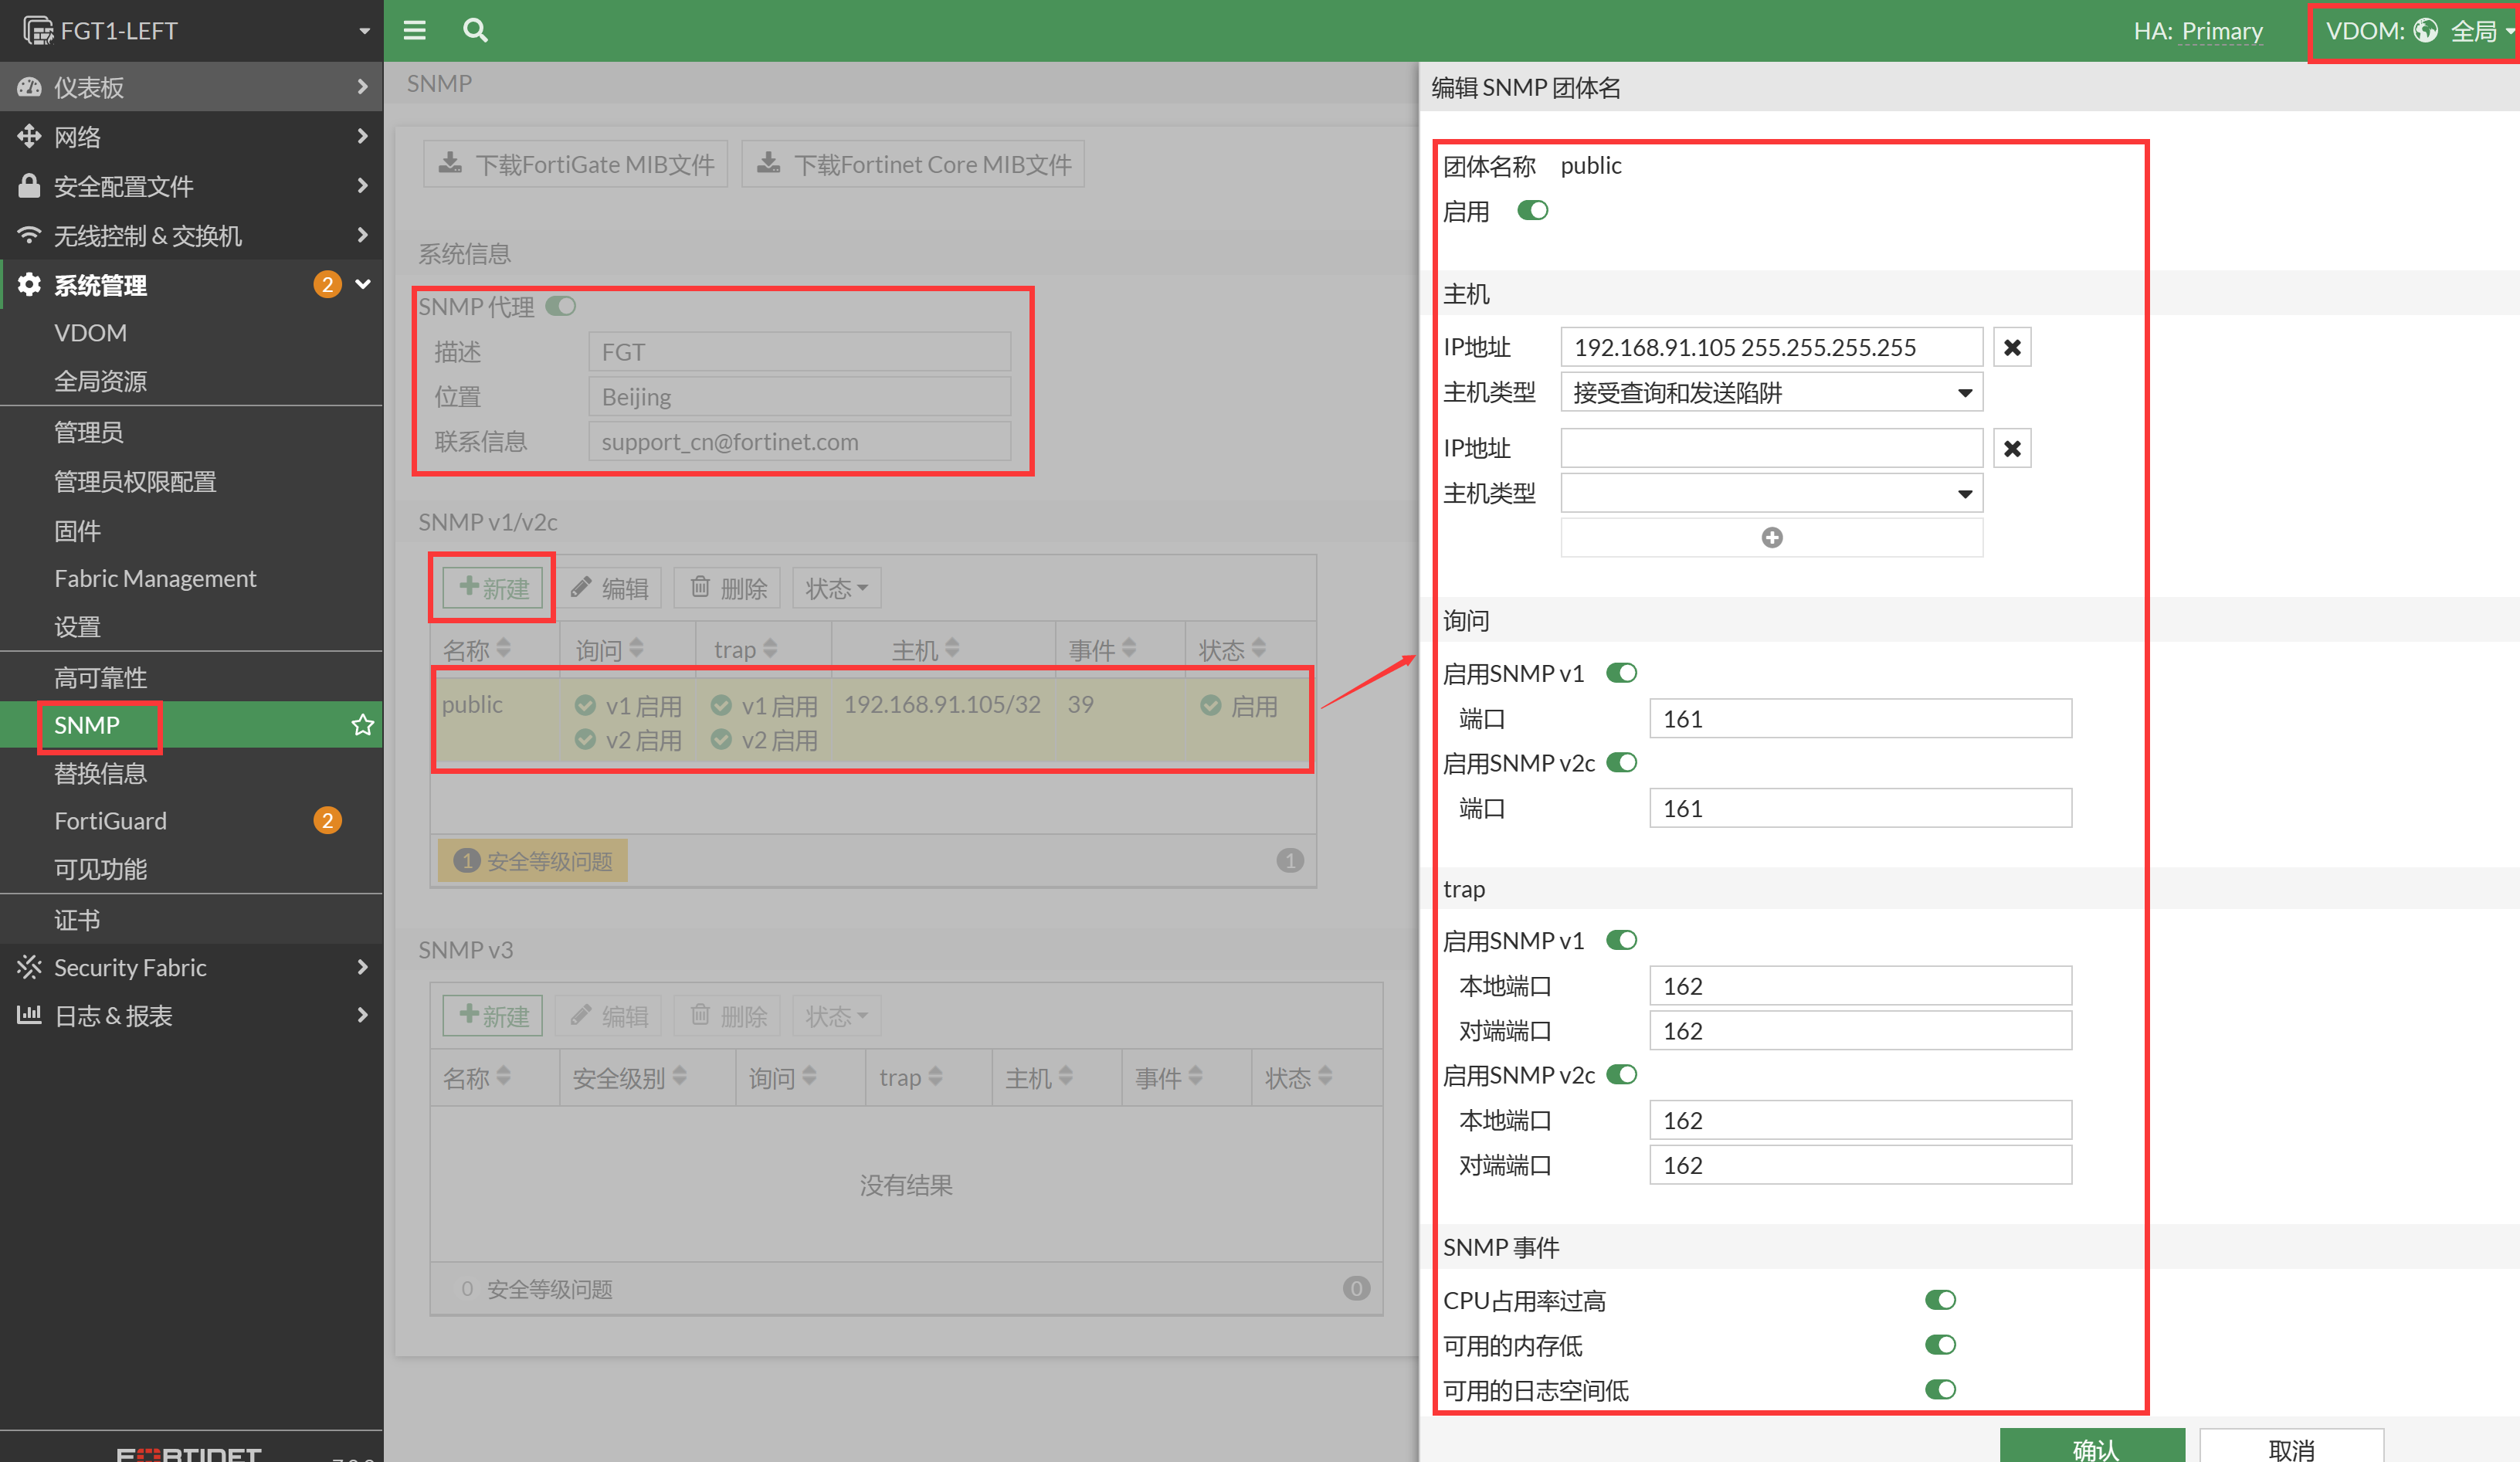 FGT1-LEFT
HA: Primary
VDOM: 全局
仪表板
网络
安全配置文件
无线控制 & 交换机
系统管理 2
VDOM
全局资源
管理员
管理员权限配置
固件
Fabric Management
设置
高可靠性
SNMP
替换信息
FortiGuard 2
可见功能
证书
Security Fabric
日志 & 报表
FORTINET
SNMP
下载FortiGate MIB文件 下载Fortinet Core MIB文件
系统信息
SNMP 代理
描述 FGT
位置 Beijing
联系信息 support_cn@fortinet.com
SNMP v1/v2c
新建 编辑 删除 状态
名称 询问 trap 主机 事件 状态
public v1 启用 v1 启用 192.168.91.105/32 39 启用
v2 启用 v2 启用
1 安全等级问题 1
SNMP v3
新建 编辑 删除 状态
名称 安全级别 询问 trap 主机 事件 状态
没有结果
0 安全等级问题 0
编辑 SNMP 团体名
团体名称 public
启用
主机
IP地址 192.168.91.105 255.255.255.255
主机类型 接受查询和发送陷阱
IP地址
主机类型
询问
启用SNMP v1
端口 161
启用SNMP v2c
端口 161
trap
启用SNMP v1
本地端口 162
对端端口 162
启用SNMP v2c
本地端口 162
对端端口 162
SNMP 事件
CPU占用率过高
可用的内存低
可用的日志空间低
确认 取消